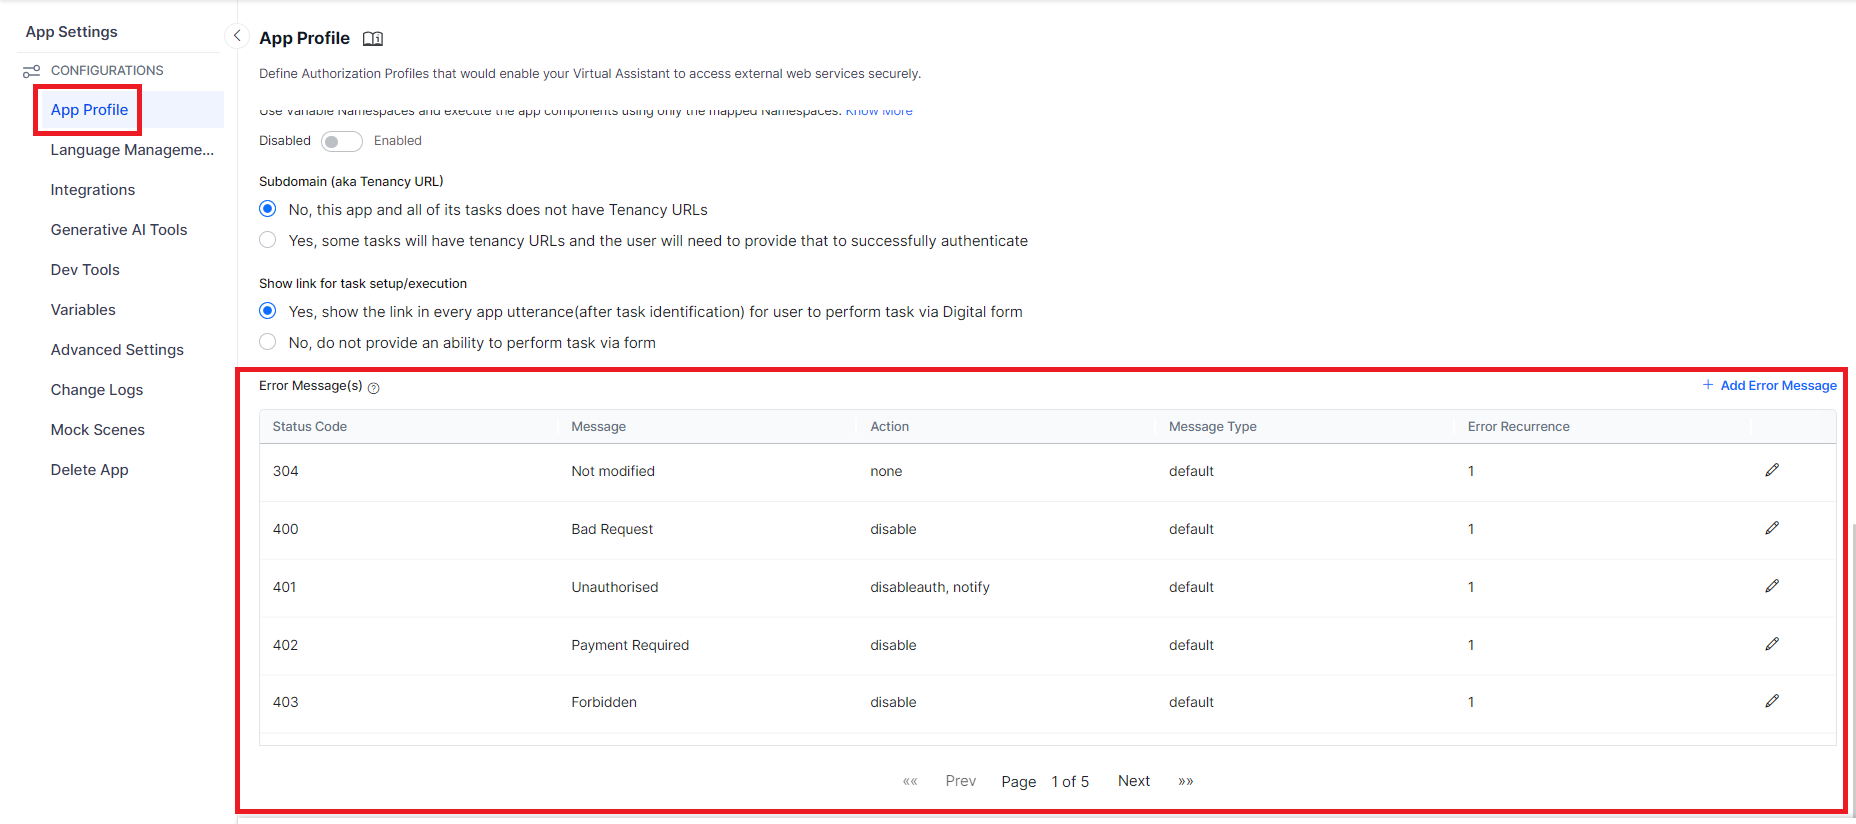 App Settings
CONFIGURATIONS
App Profile
Language Manageme...
Integrations
Generative AI Tools
Dev Tools
Variables
Advanced Settings
Change Logs
Mock Scenes
Delete App
App Profile
Define Authorization Profiles that would enable your Virtual Assistant to access external web services securely.
Use Variable Namespaces and execute the app components using only the mapped Namespaces. Know More
Disabled Enabled
Subdomain (aka Tenancy URL)
No, this app and all of its tasks does not have Tenancy URLs
Yes, some tasks will have tenancy URLs and the user will need to provide that to successfully authenticate
Show link for task setup/execution
Yes, show the link in every app utterance(after task identification) for user to perform task via Digital form
No, do not provide an ability to perform task via form
Error Message(s) ? + Add Error Message
Status Code Message Action Message Type Error Recurrence
304 Not modified none default 1
400 Bad Request disable default 1
401 Unauthorised disableauth, notify default 1
402 Payment Required disable default 1
403 Forbidden disable default 1
«« Prev Page 1 of 5 Next »»